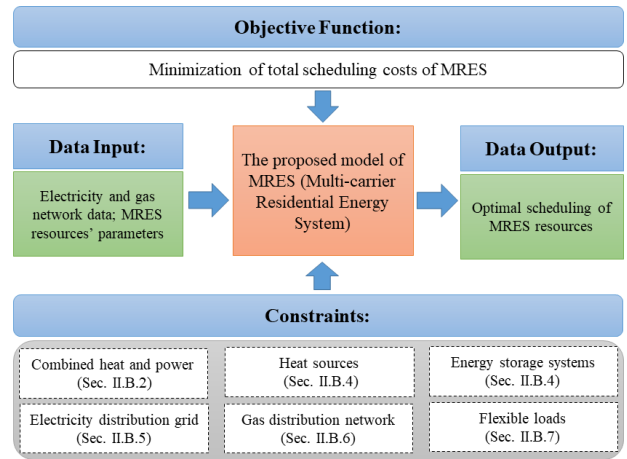 Objective Function:
Minimization of total scheduling costs of MRES
Data Input:
Electricity and gas
network data; MRES
resources’ parameters
The proposed model of
MRES (Multi-carrier
Residential Energy
System)
Data Output:
Optimal scheduling of
MRES resources
Constraints:
Combined heat and power
(Sec. II.B.2)
Heat sources
(Sec. II.B.4)
Energy storage systems
(Sec. II.B.4)
Electricity distribution grid
(Sec. II.B.5)
Gas distribution network
(Sec. II.B.6)
Flexible loads
(Sec. II.B.7)